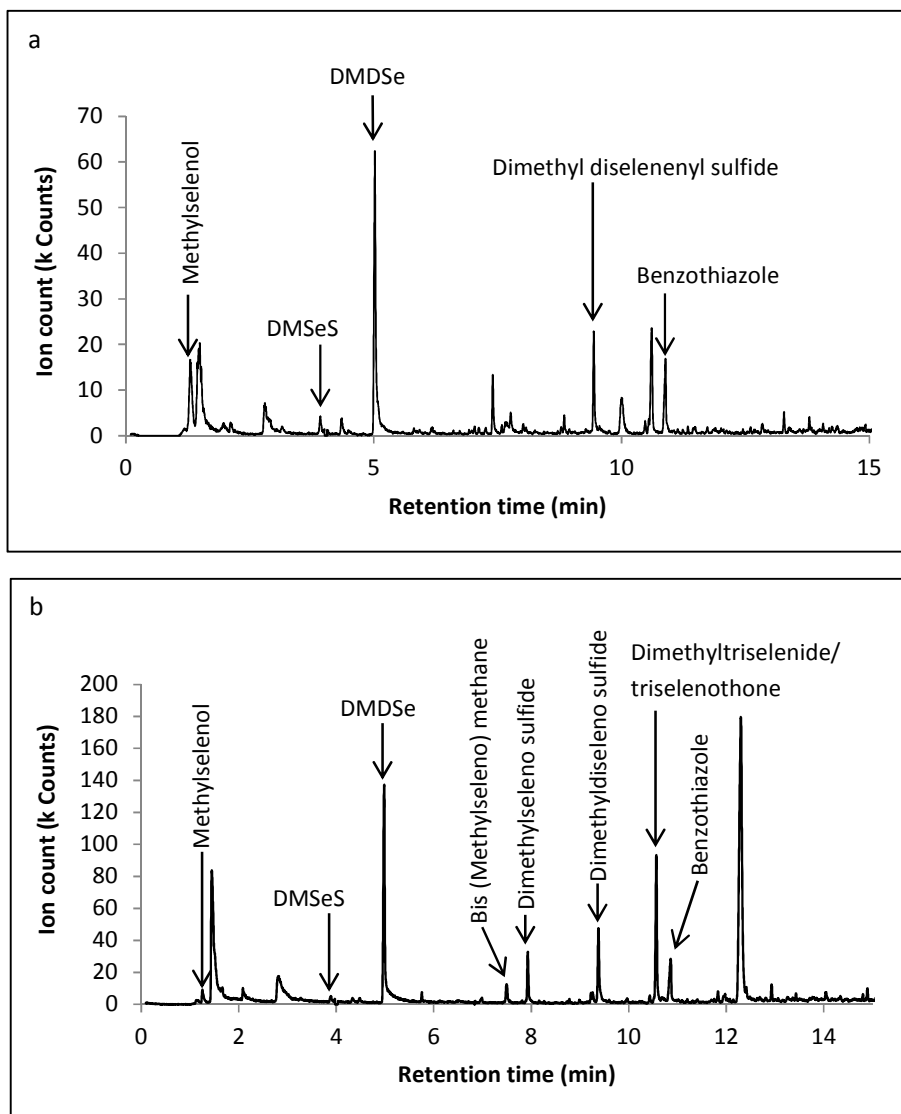 a
DMDSe
70
60
50
40
30
20
10
0
Ion count (k Counts)
Methylselenol
DMSeS
Dimethyl diselenenyl sulfide
Benzothiazole
0
5
10
15
Retention time (min)
b
200
180
160
140
120
100
80
60
40
20
0
Ion count (k Counts)
Methylselenol
DMSeS
DMDSe
Bis (Methylseleno) methane
Dimethylseleno sulfide
Dimethyldiseleno sulfide
Dimethyltriselenide/
triselenothone
Benzothiazole
0
2
4
6
8
10
12
14
Retention time (min)